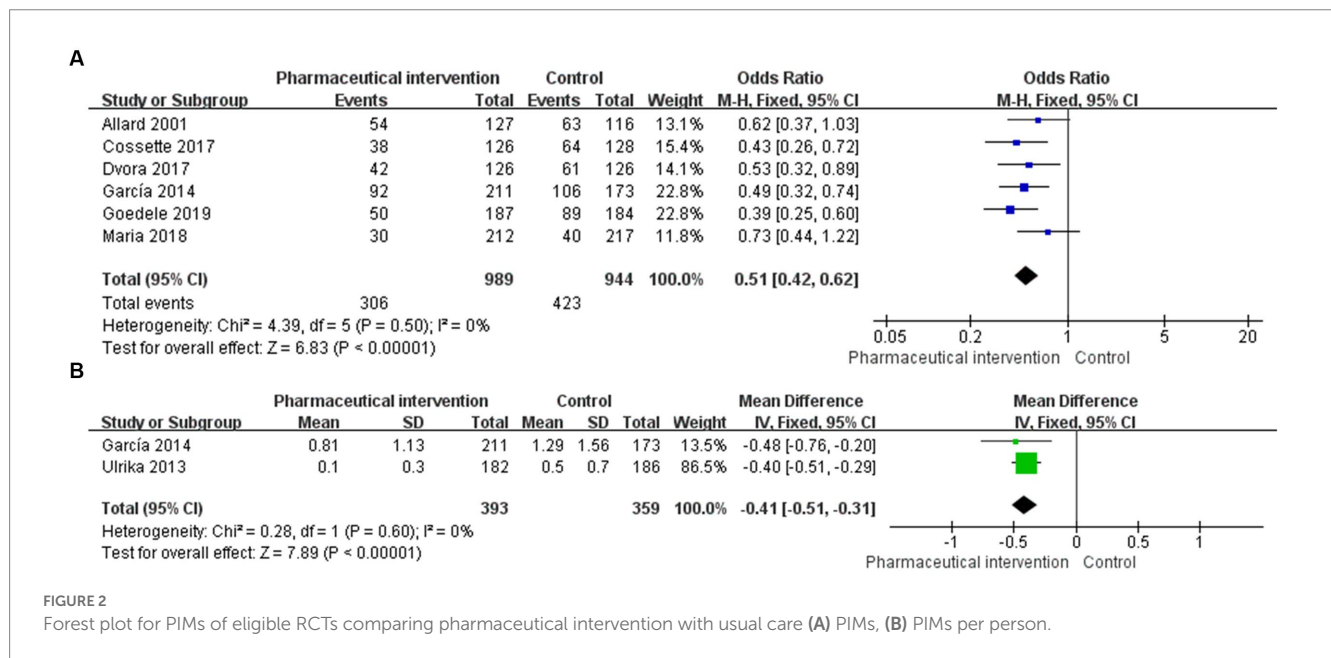 A
Pharmaceutical intervention Control Odds Ratio Odds Ratio
Study or Subgroup Events Total Events Total Weight M-H, Fixed, 95% CI M-H, Fixed, 95% CI
Allard 2001 54 127 63 116 13.1% 0.62 [0.37, 1.03]
Cossette 2017 38 126 64 128 15.4% 0.43 [0.26, 0.72]
Dvora 2017 42 126 61 126 14.1% 0.53 [0.32, 0.89]
García 2014 92 211 106 173 22.8% 0.49 [0.32, 0.74]
Goedele 2019 50 187 89 184 22.8% 0.39 [0.25, 0.60]
Maria 2018 30 212 40 217 11.8% 0.73 [0.44, 1.22]
Total (95% CI) 989 944 100.0% 0.51 [0.42, 0.62]
Total events 306 423
Heterogeneity: Chi² = 4.39, df = 5 (P = 0.50); I² = 0%
Test for overall effect: Z = 6.83 (P < 0.00001)
0.05 0.2 1 5 20
Pharmaceutical intervention Control
B
Pharmaceutical intervention Control Mean Difference Mean Difference
Study or Subgroup Mean SD Total Mean SD Total Weight IV, Fixed, 95% CI IV, Fixed, 95% CI
García 2014 0.81 1.13 211 1.29 1.56 173 13.5% -0.48 [-0.76, -0.20]
Ulrika 2013 0.1 0.3 182 0.5 0.7 186 86.5% -0.40 [-0.51, -0.29]
Total (95% CI) 393 359 100.0% -0.41 [-0.51, -0.31]
Heterogeneity: Chi² = 0.28, df = 1 (P = 0.60); I² = 0%
Test for overall effect: Z = 7.89 (P < 0.00001)
-1 -0.5 0 0.5 1
Pharmaceutical intervention Control
FIGURE 2
Forest plot for PIMs of eligible RCTs comparing pharmaceutical intervention with usual care (A) PIMs, (B) PIMs per person.